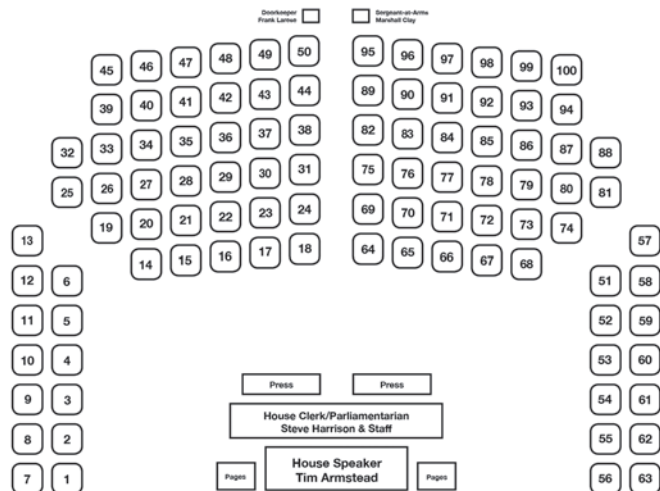 Doorkeeper
Frank Larese
Sergeant-at-Arms
Marshall Clay
45 46 47 48 49 50 95 96 97 98 99 100
39 40 41 42 43 44 89 90 91 92 93 94
32 33 34 35 36 37 38 82 83 84 85 86 87 88
25 26 27 28 29 30 31 75 76 77 78 79 80 81
19 20 21 22 23 24 69 70 71 72 73 74
13 14 15 16 17 18 64 65 66 67 68 57
12 6 51 58
11 5 52 59
10 4 53 60
9 3 54 61
8 2 55 62
7 1 56 63
Press Press
House Clerk/Parliamentarian
Steve Harrison & Staff
Pages
House Speaker
Tim Armstead
Pages